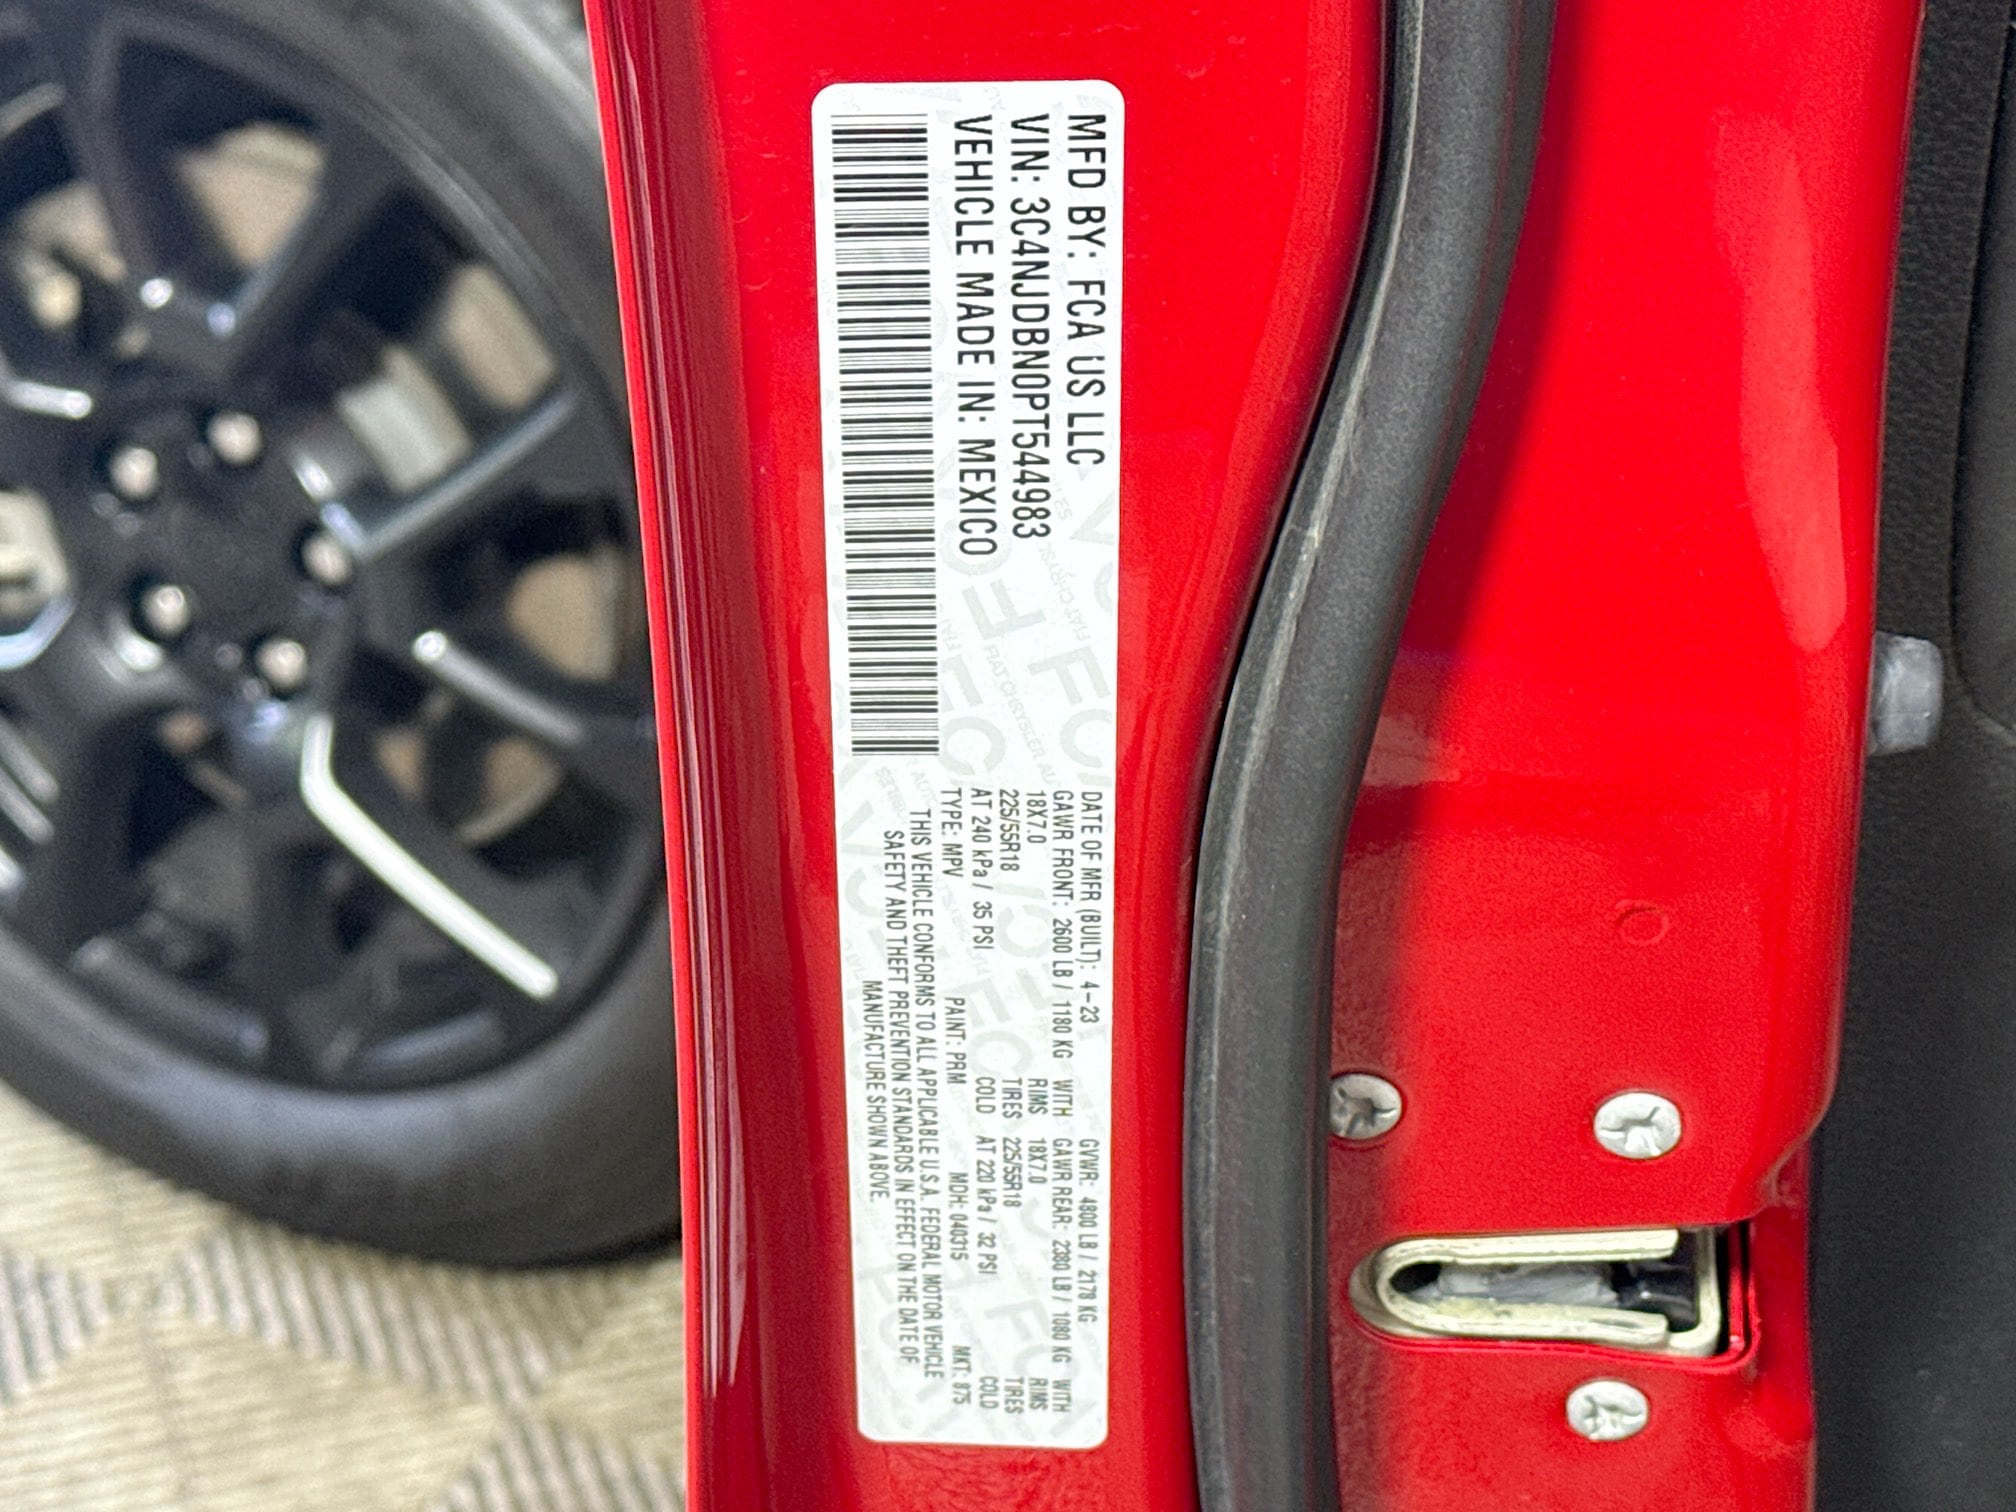 MFD BY: FCA US LLC
VIN: 3C4NJDBN0PT544983
VEHICLE MADE IN: MEXICO
DATE OF MFR (BUILT): 4-23 GVWR: 4800 LB / 2178 KG
GAWR FRONT: 2600 LB / 1180 KG WITH GAWR REAR: 2380 LB / 1080 KG WITH
18X7.0 RIMS 18X7.0 RIMS
225/55R18 TIRES 225/55R18 TIRES
AT 240 kPa / 35 PSI COLD AT 220 kPa / 32 PSI COLD
TYPE: MPV PAINT: PRM MDH: 040315 MKT: 875
THIS VEHICLE CONFORMS TO ALL APPLICABLE U.S.A. FEDERAL MOTOR VEHICLE
SAFETY AND THEFT PREVENTION STANDARDS IN EFFECT ON THE DATE OF
MANUFACTURE SHOWN ABOVE.